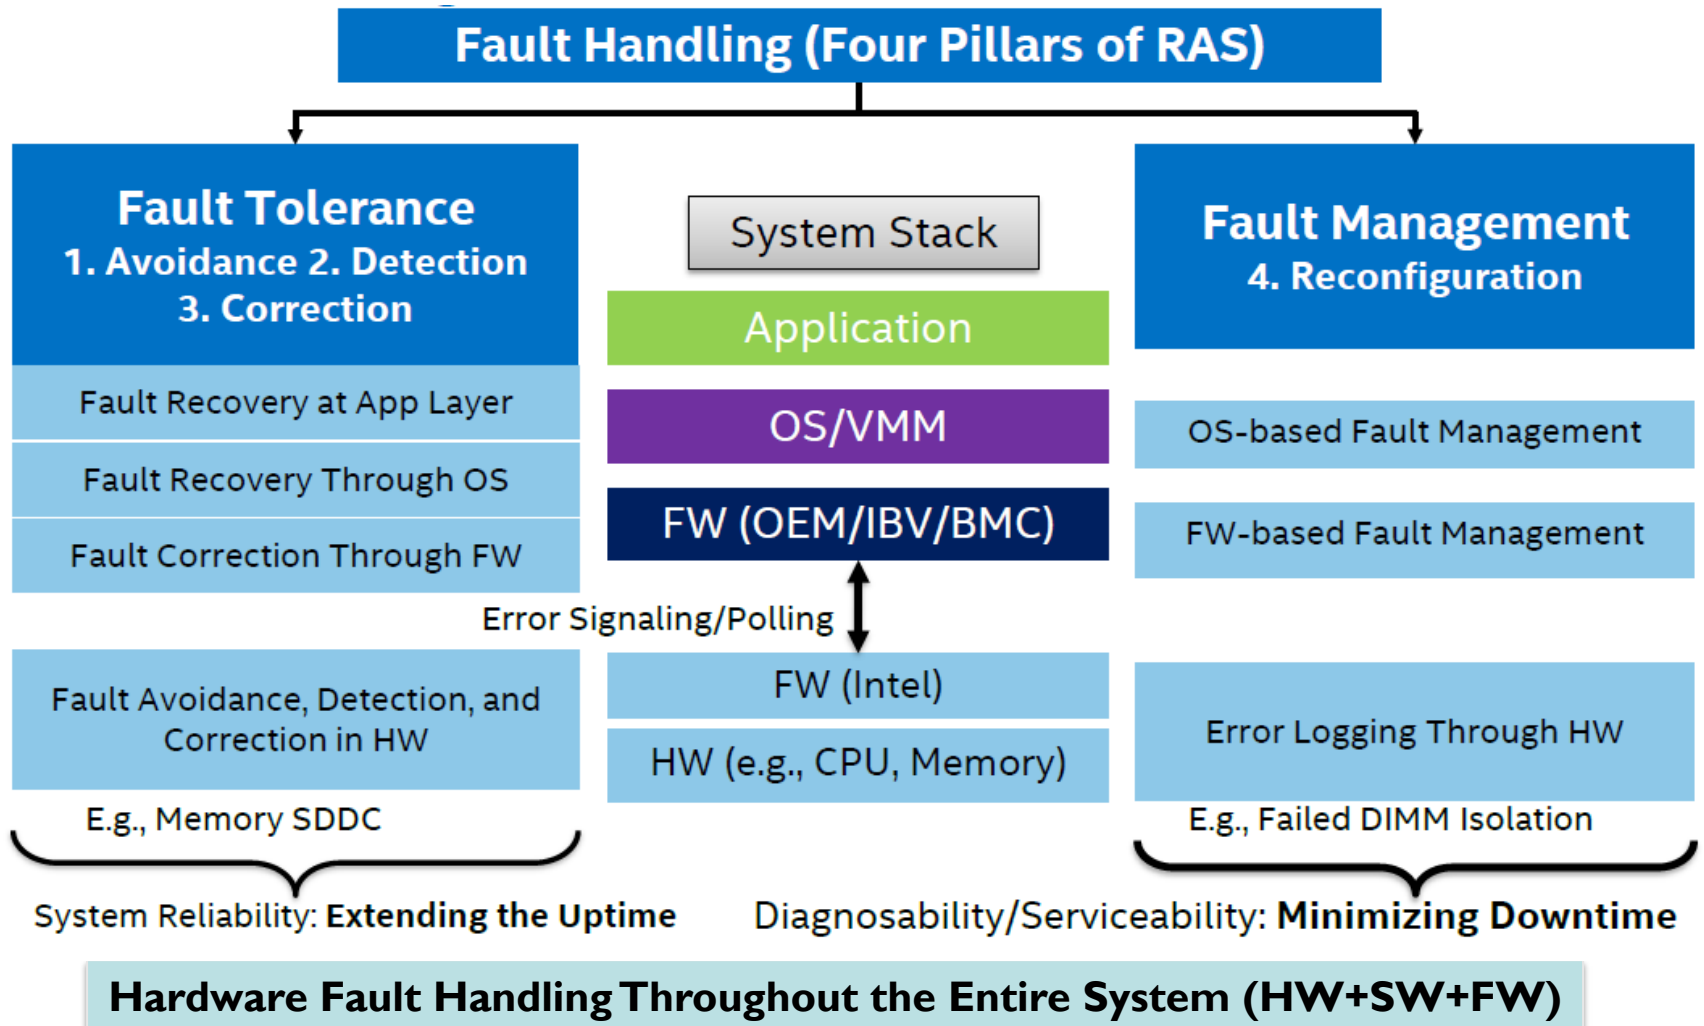 Fault Handling (Four Pillars of RAS)
Fault Tolerance
1. Avoidance 2. Detection
3. Correction
Fault Recovery at App Layer
Fault Recovery Through OS
Fault Correction Through FW
Fault Avoidance, Detection, and
Correction in HW
E.g., Memory SDDC
System Reliability: Extending the Uptime
System Stack
Application
OS/VMM
FW (OEM/IBV/BMC)
Error Signaling/Polling
FW (Intel)
HW (e.g., CPU, Memory)
Fault Management
4. Reconfiguration
OS-based Fault Management
FW-based Fault Management
Error Logging Through HW
E.g., Failed DIMM Isolation
Diagnosability/Serviceability: Minimizing Downtime
Hardware Fault Handling Throughout the Entire System (HW+SW+FW)